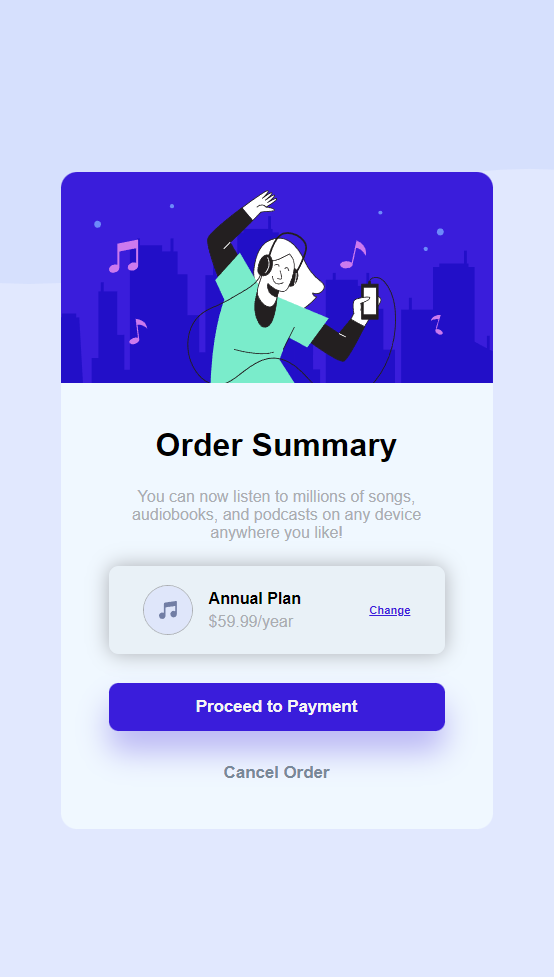 Order Summary
You can now listen to millions of songs,
audiobooks, and podcasts on any device
anywhere you like!
Annual Plan
$59.99/year
Change
Proceed to Payment
Cancel Order